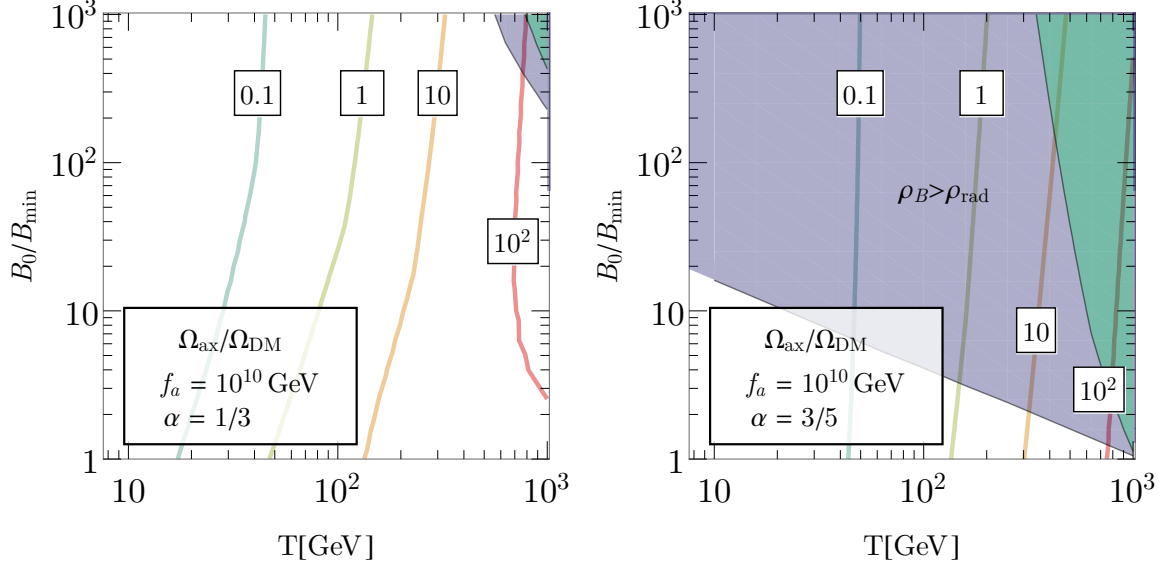 10³
10²
10
1
B₀/B_min
0.1
1
10
10²
Ω_ax/Ω_DM
f_a = 10¹⁰ GeV
α = 1/3
10
10²
10³
T[GeV]
10³
10²
10
1
B₀/B_min
0.1
1
ρ_B>ρ_rad
10
10²
Ω_ax/Ω_DM
f_a = 10¹⁰ GeV
α = 3/5
10
10²
10³
T[GeV]